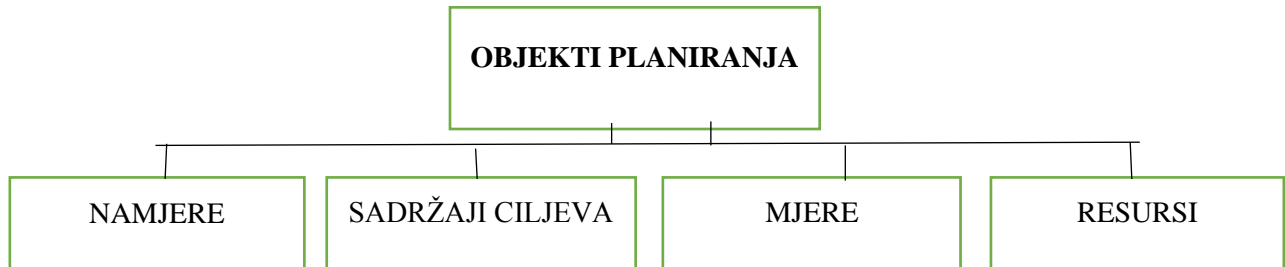 OBJEKTI PLANIRANJA
NAMJERE
SADRŽAJI CILJEVA
MJERE
RESURSI